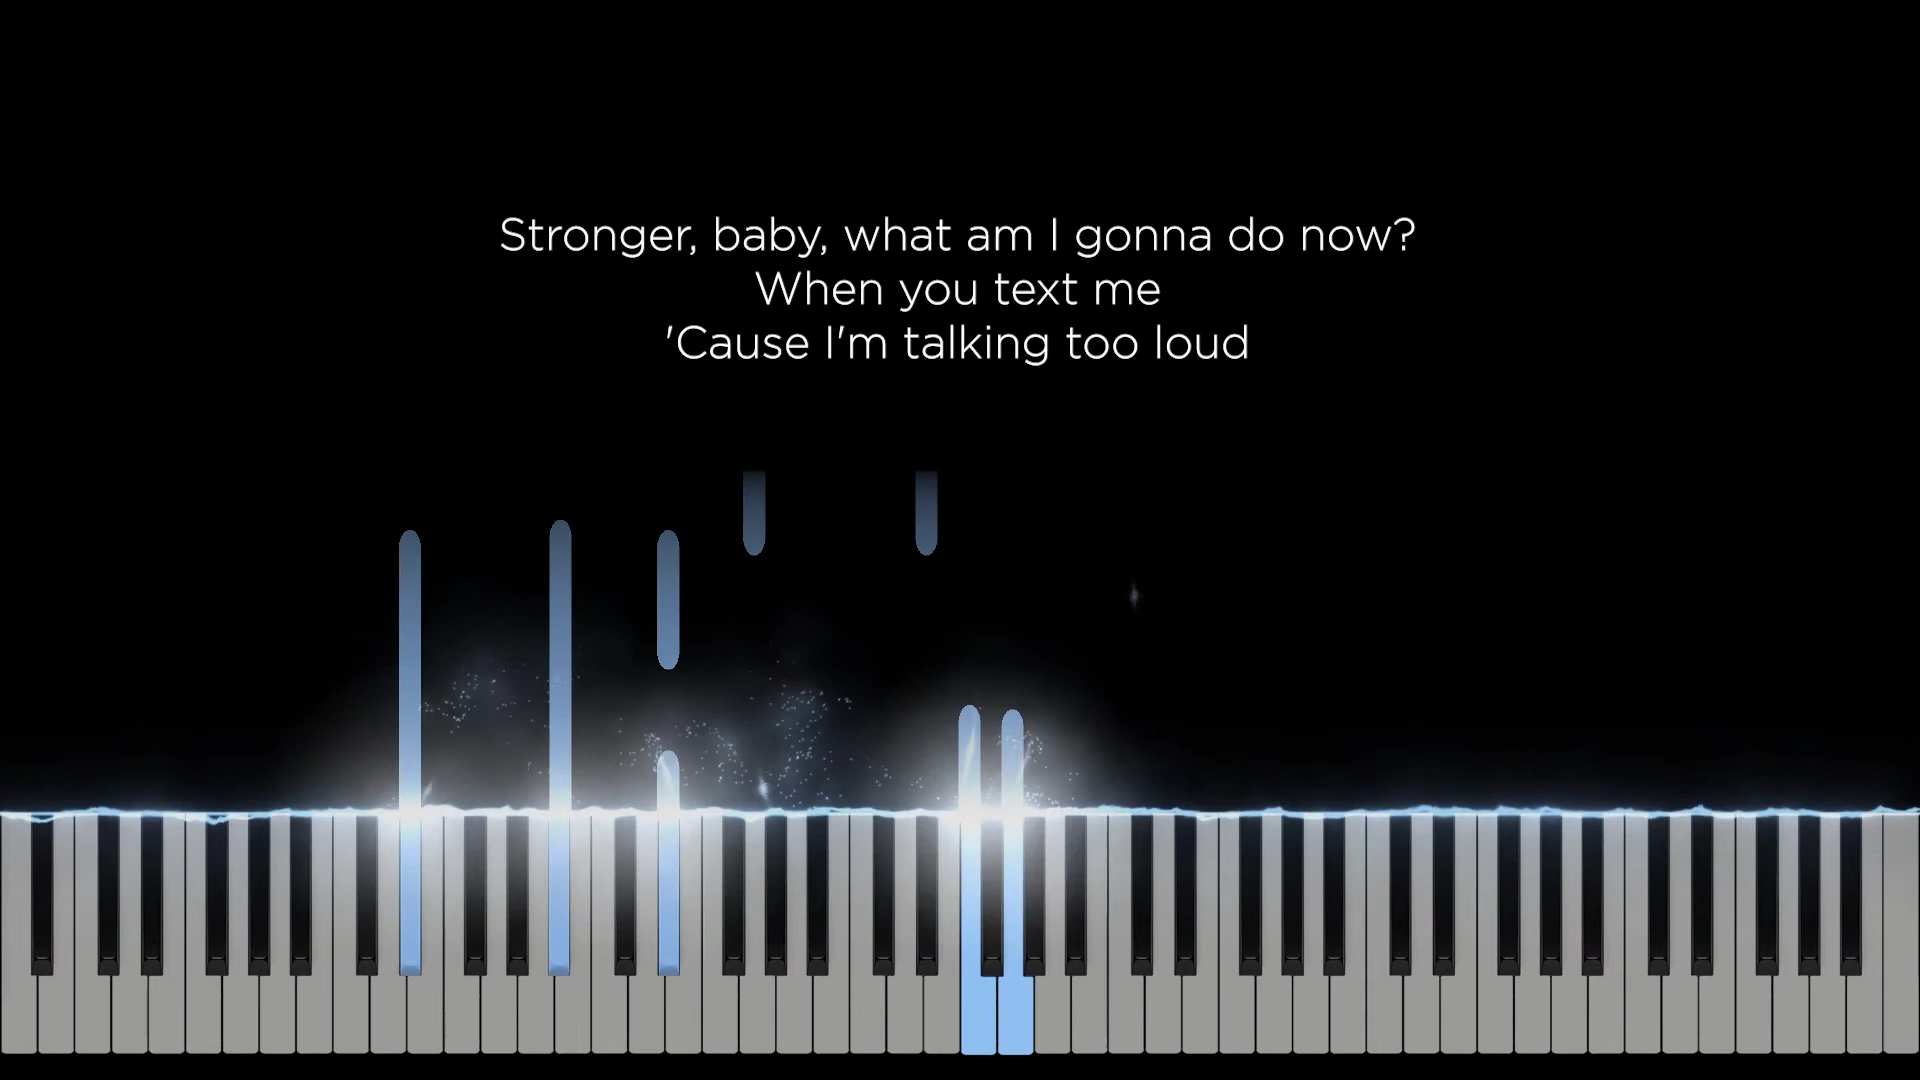 Stronger, baby, what am I gonna do now?
When you text me
'Cause I'm talking too loud